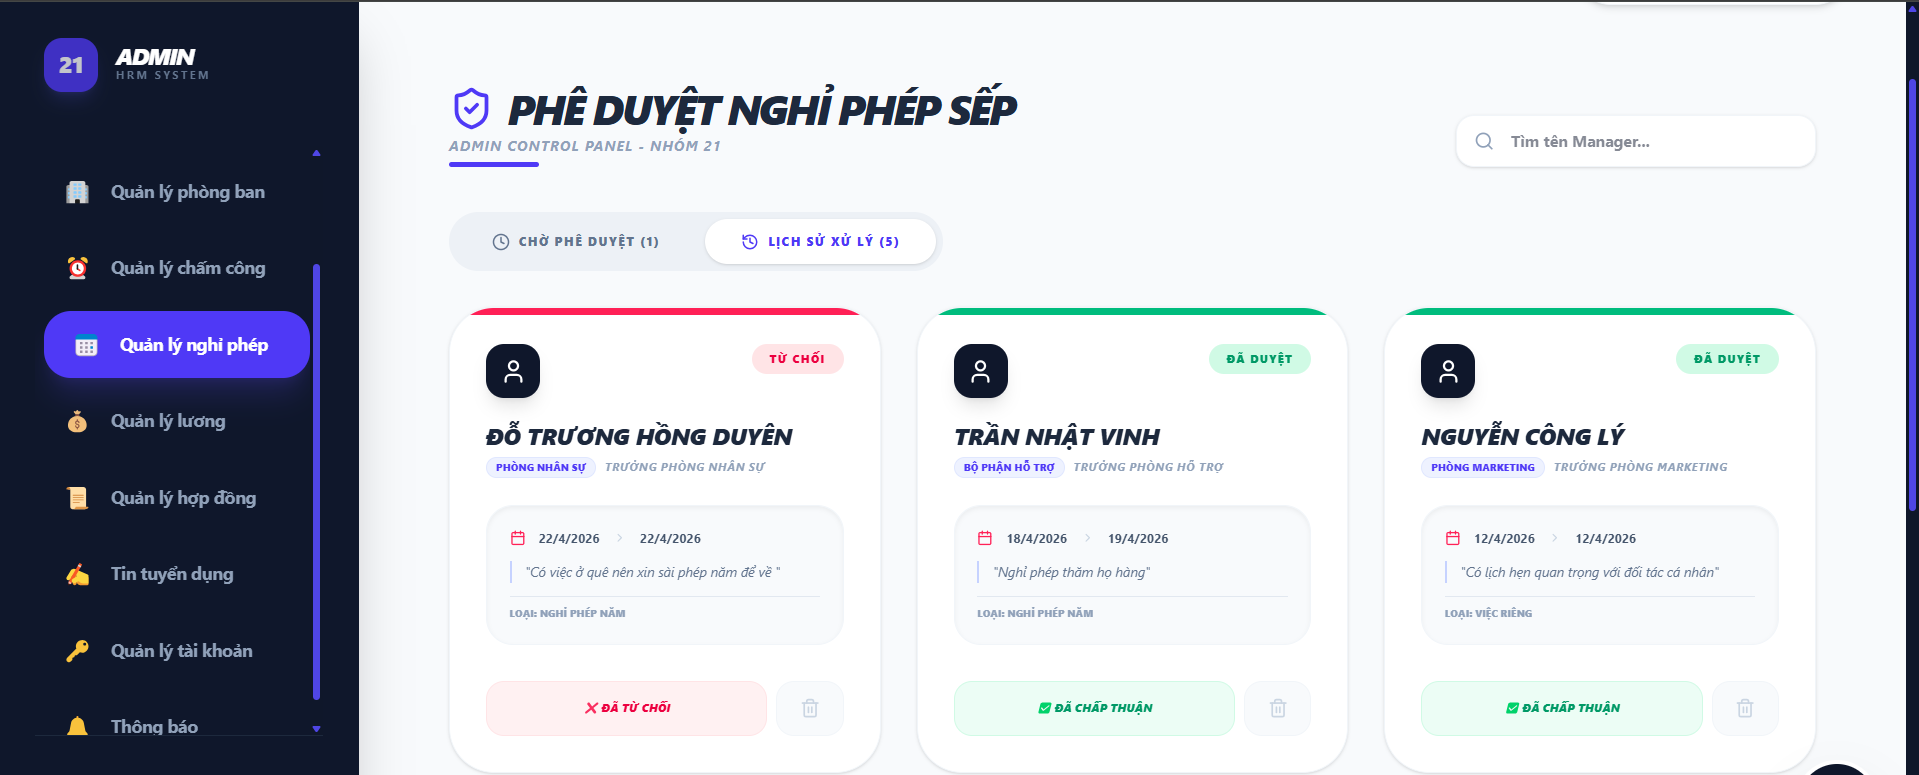 21
ADMIN
HRM SYSTEM
Quản lý phòng ban
Quản lý chấm công
Quản lý nghỉ phép
Quản lý lương
Quản lý hợp đồng
Tin tuyển dụng
Quản lý tài khoản
Thông báo
PHÊ DUYỆT NGHỈ PHÉP SẾP
ADMIN CONTROL PANEL - NHÓM 21
Tìm tên Manager...
CHỜ PHÊ DUYỆT (1)
LỊCH SỬ XỬ LÝ (5)
TỪ CHỐI
ĐỖ TRƯƠNG HỒNG DUYÊN
PHÒNG NHÂN SỰ TRƯỞNG PHÒNG NHÂN SỰ
22/4/2026 > 22/4/2026
"Có việc ở quê nên xin sài phép năm để về "
LOẠI: NGHỈ PHÉP NĂM
❌ ĐÃ TỪ CHỐI
ĐÃ DUYỆT
TRẦN NHẬT VINH
BỘ PHẬN HỖ TRỢ TRƯỞNG PHÒNG HỖ TRỢ
18/4/2026 > 19/4/2026
"Nghỉ phép thăm họ hàng"
LOẠI: NGHỈ PHÉP NĂM
✅ ĐÃ CHẤP THUẬN
ĐÃ DUYỆT
NGUYỄN CÔNG LÝ
PHÒNG MARKETING TRƯỞNG PHÒNG MARKETING
12/4/2026 > 12/4/2026
"Có lịch hẹn quan trọng với đối tác cá nhân"
LOẠI: VIỆC RIÊNG
✅ ĐÃ CHẤP THUẬN